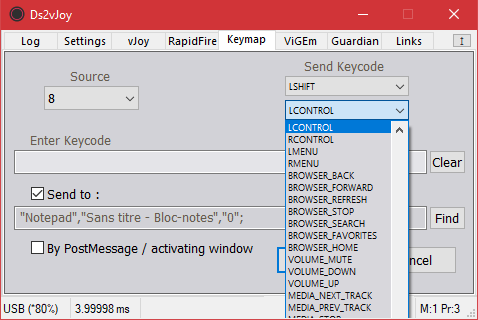 Ds2vJoy
Log Settings vJoy RapidFire Keymap ViGEm Guardian Links
Source
Send Keycode
8
LSHIFT
LCONTROL
LCONTROL
RCONTROL
LMENU
RMENU
BROWSER_BACK
BROWSER_FORWARD
BROWSER_REFRESH
BROWSER_STOP
BROWSER_SEARCH
BROWSER_FAVORITES
BROWSER_HOME
VOLUME_MUTE
VOLUME_DOWN
VOLUME_UP
MEDIA_NEXT_TRACK
MEDIA_PREV_TRACK
Enter Keycode
Clear
Send to :
"Notepad","Sans titre - Bloc-notes","0";
Find
By PostMessage / activating window
USB (*80%) 3.99998 ms M:1 Pr:3